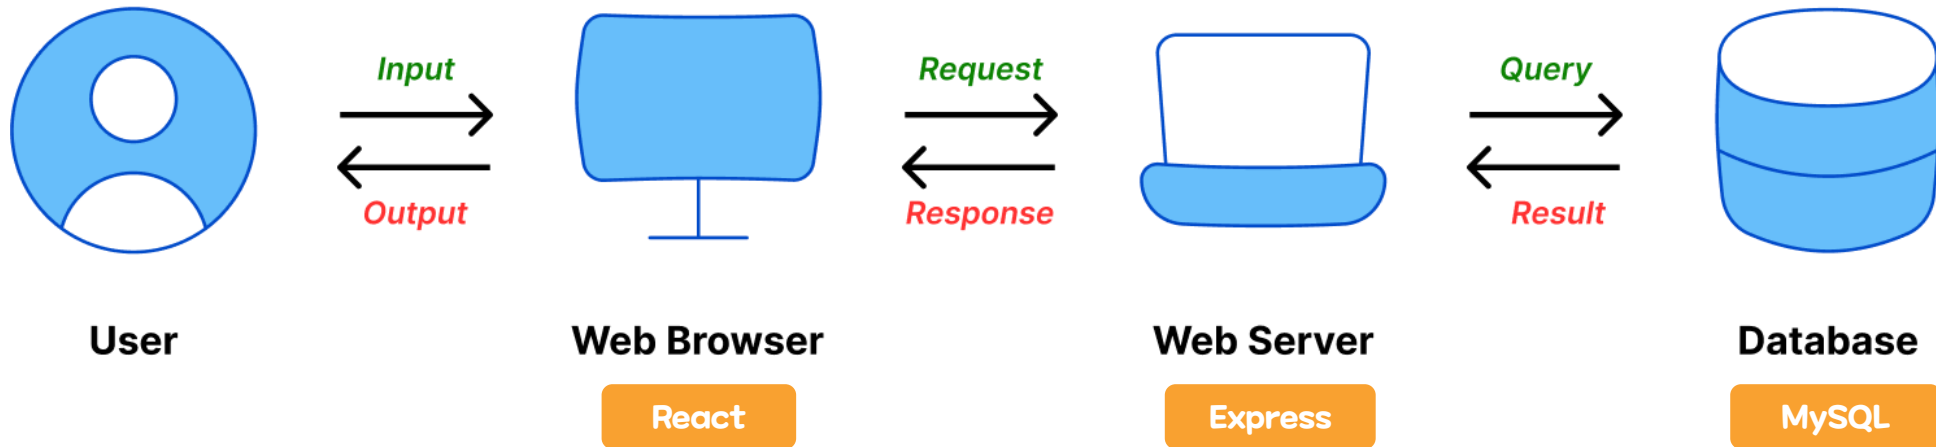 Input
Output
Request
Response
Query
Result
User
Web Browser
Web Server
Database
React
Express
MySQL